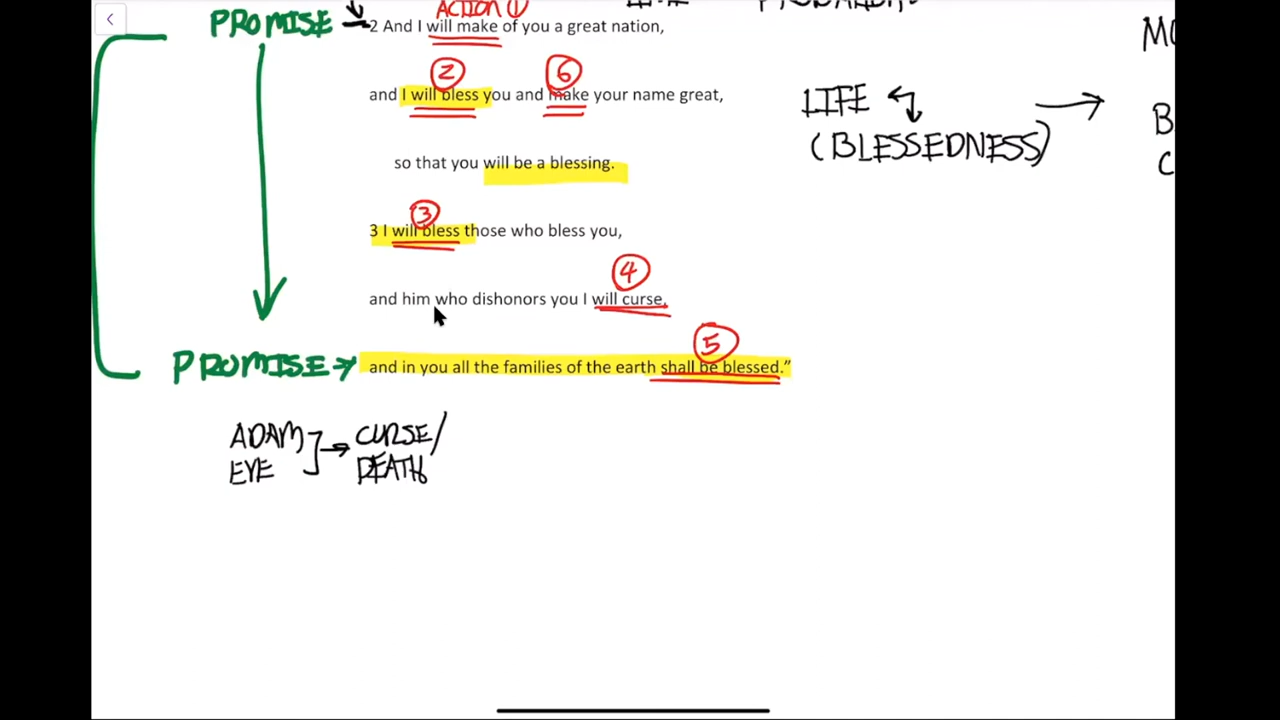 ACTION ①
PROMISE
2 And I will make of you a great nation,
② ⑥
and I will bless you and make your name great,
LIFE
(BLESSEDNESS)
so that you will be a blessing.
③
3 I will bless those who bless you,
④
and him who dishonors you I will curse,
⑤
PROMISE → and in you all the families of the earth shall be blessed.”
ADAM
EVE
→ CURSE/
DEATH